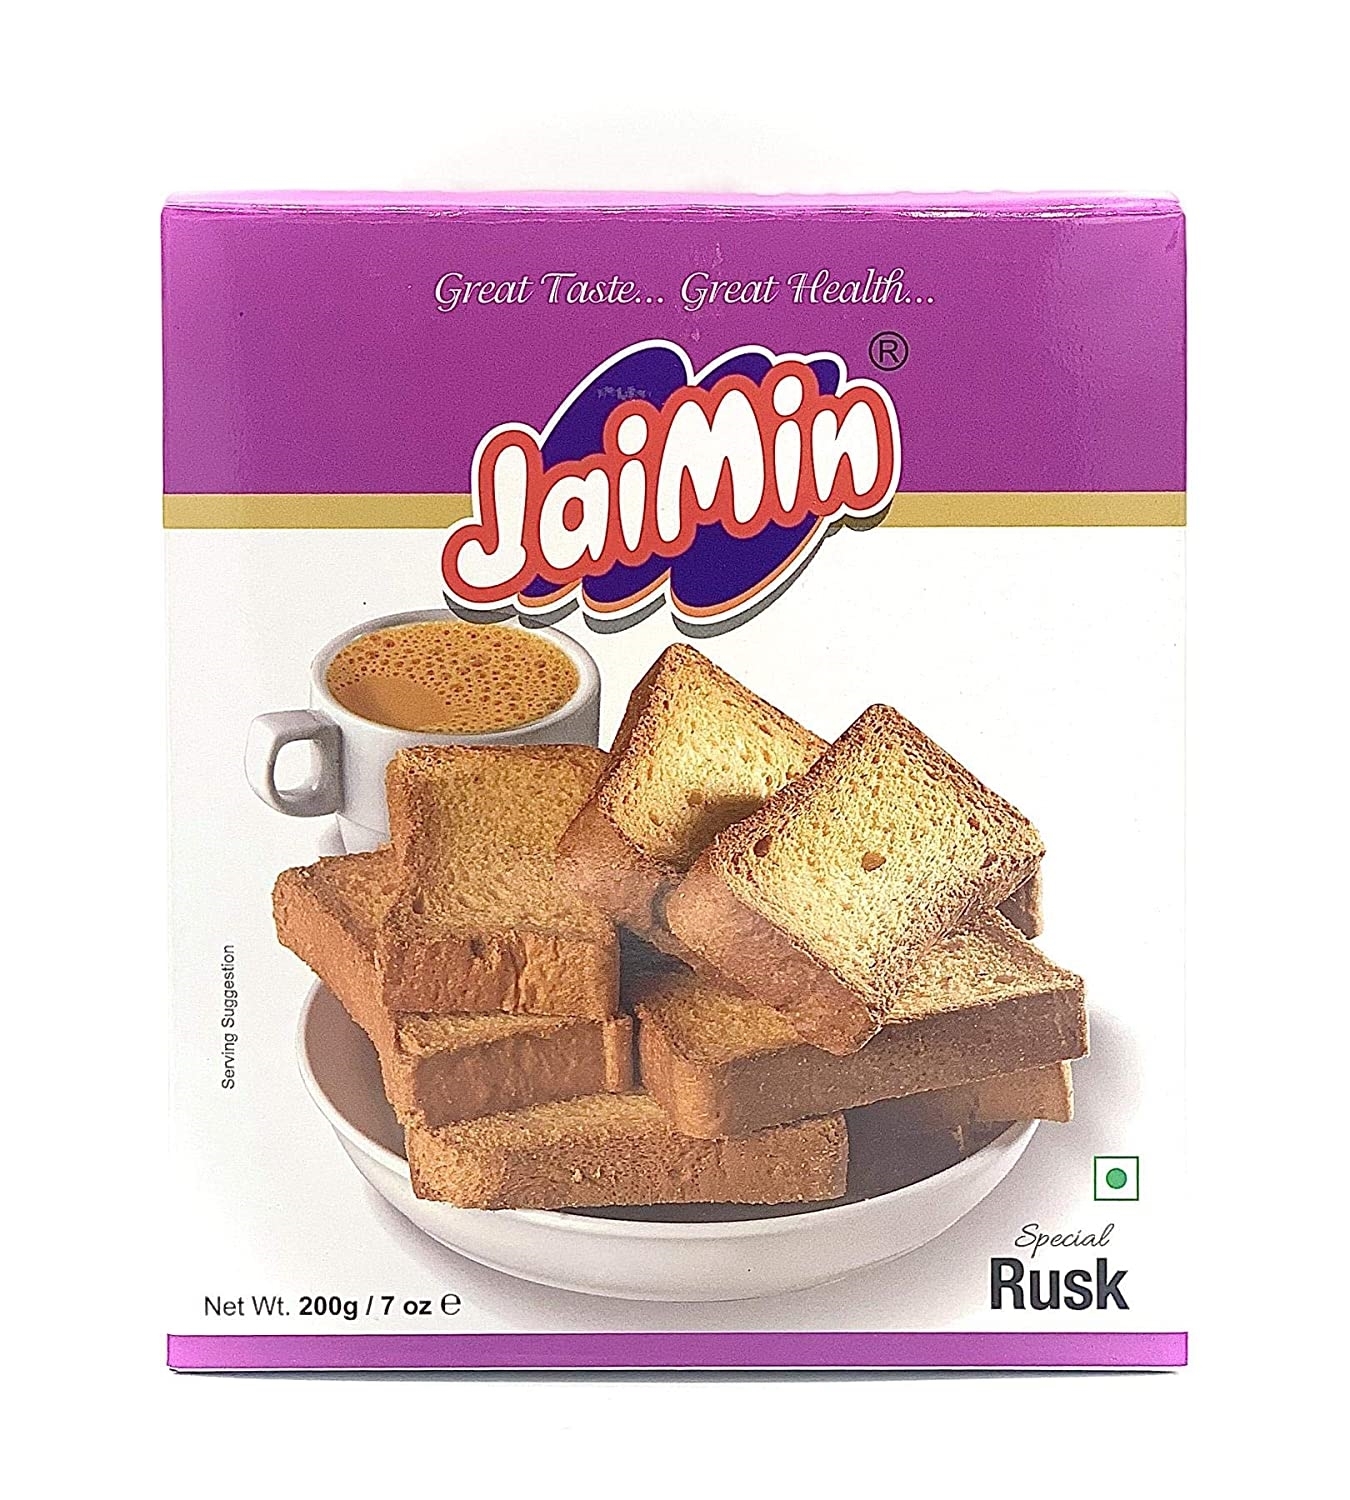 Great Taste... Great Health...
JaiMin ®
Serving Suggestion
Special
Rusk
Net Wt. 200g / 7 oz ℮